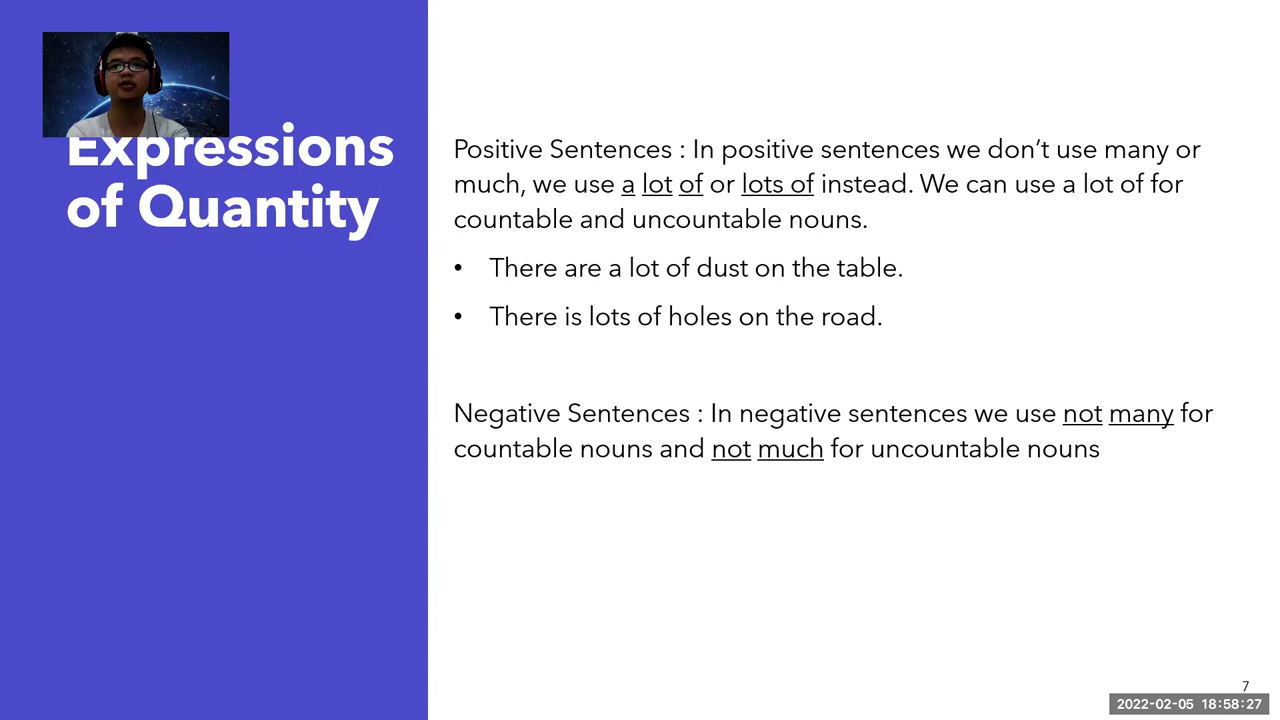 Expressions
of Quantity
Positive Sentences : In positive sentences we don’t use many or
much, we use a lot of or lots of instead. We can use a lot of for
countable and uncountable nouns.
• There are a lot of dust on the table.
• There is lots of holes on the road.
Negative Sentences : In negative sentences we use not many for
countable nouns and not much for uncountable nouns
7
2022-02-05 18:58:27